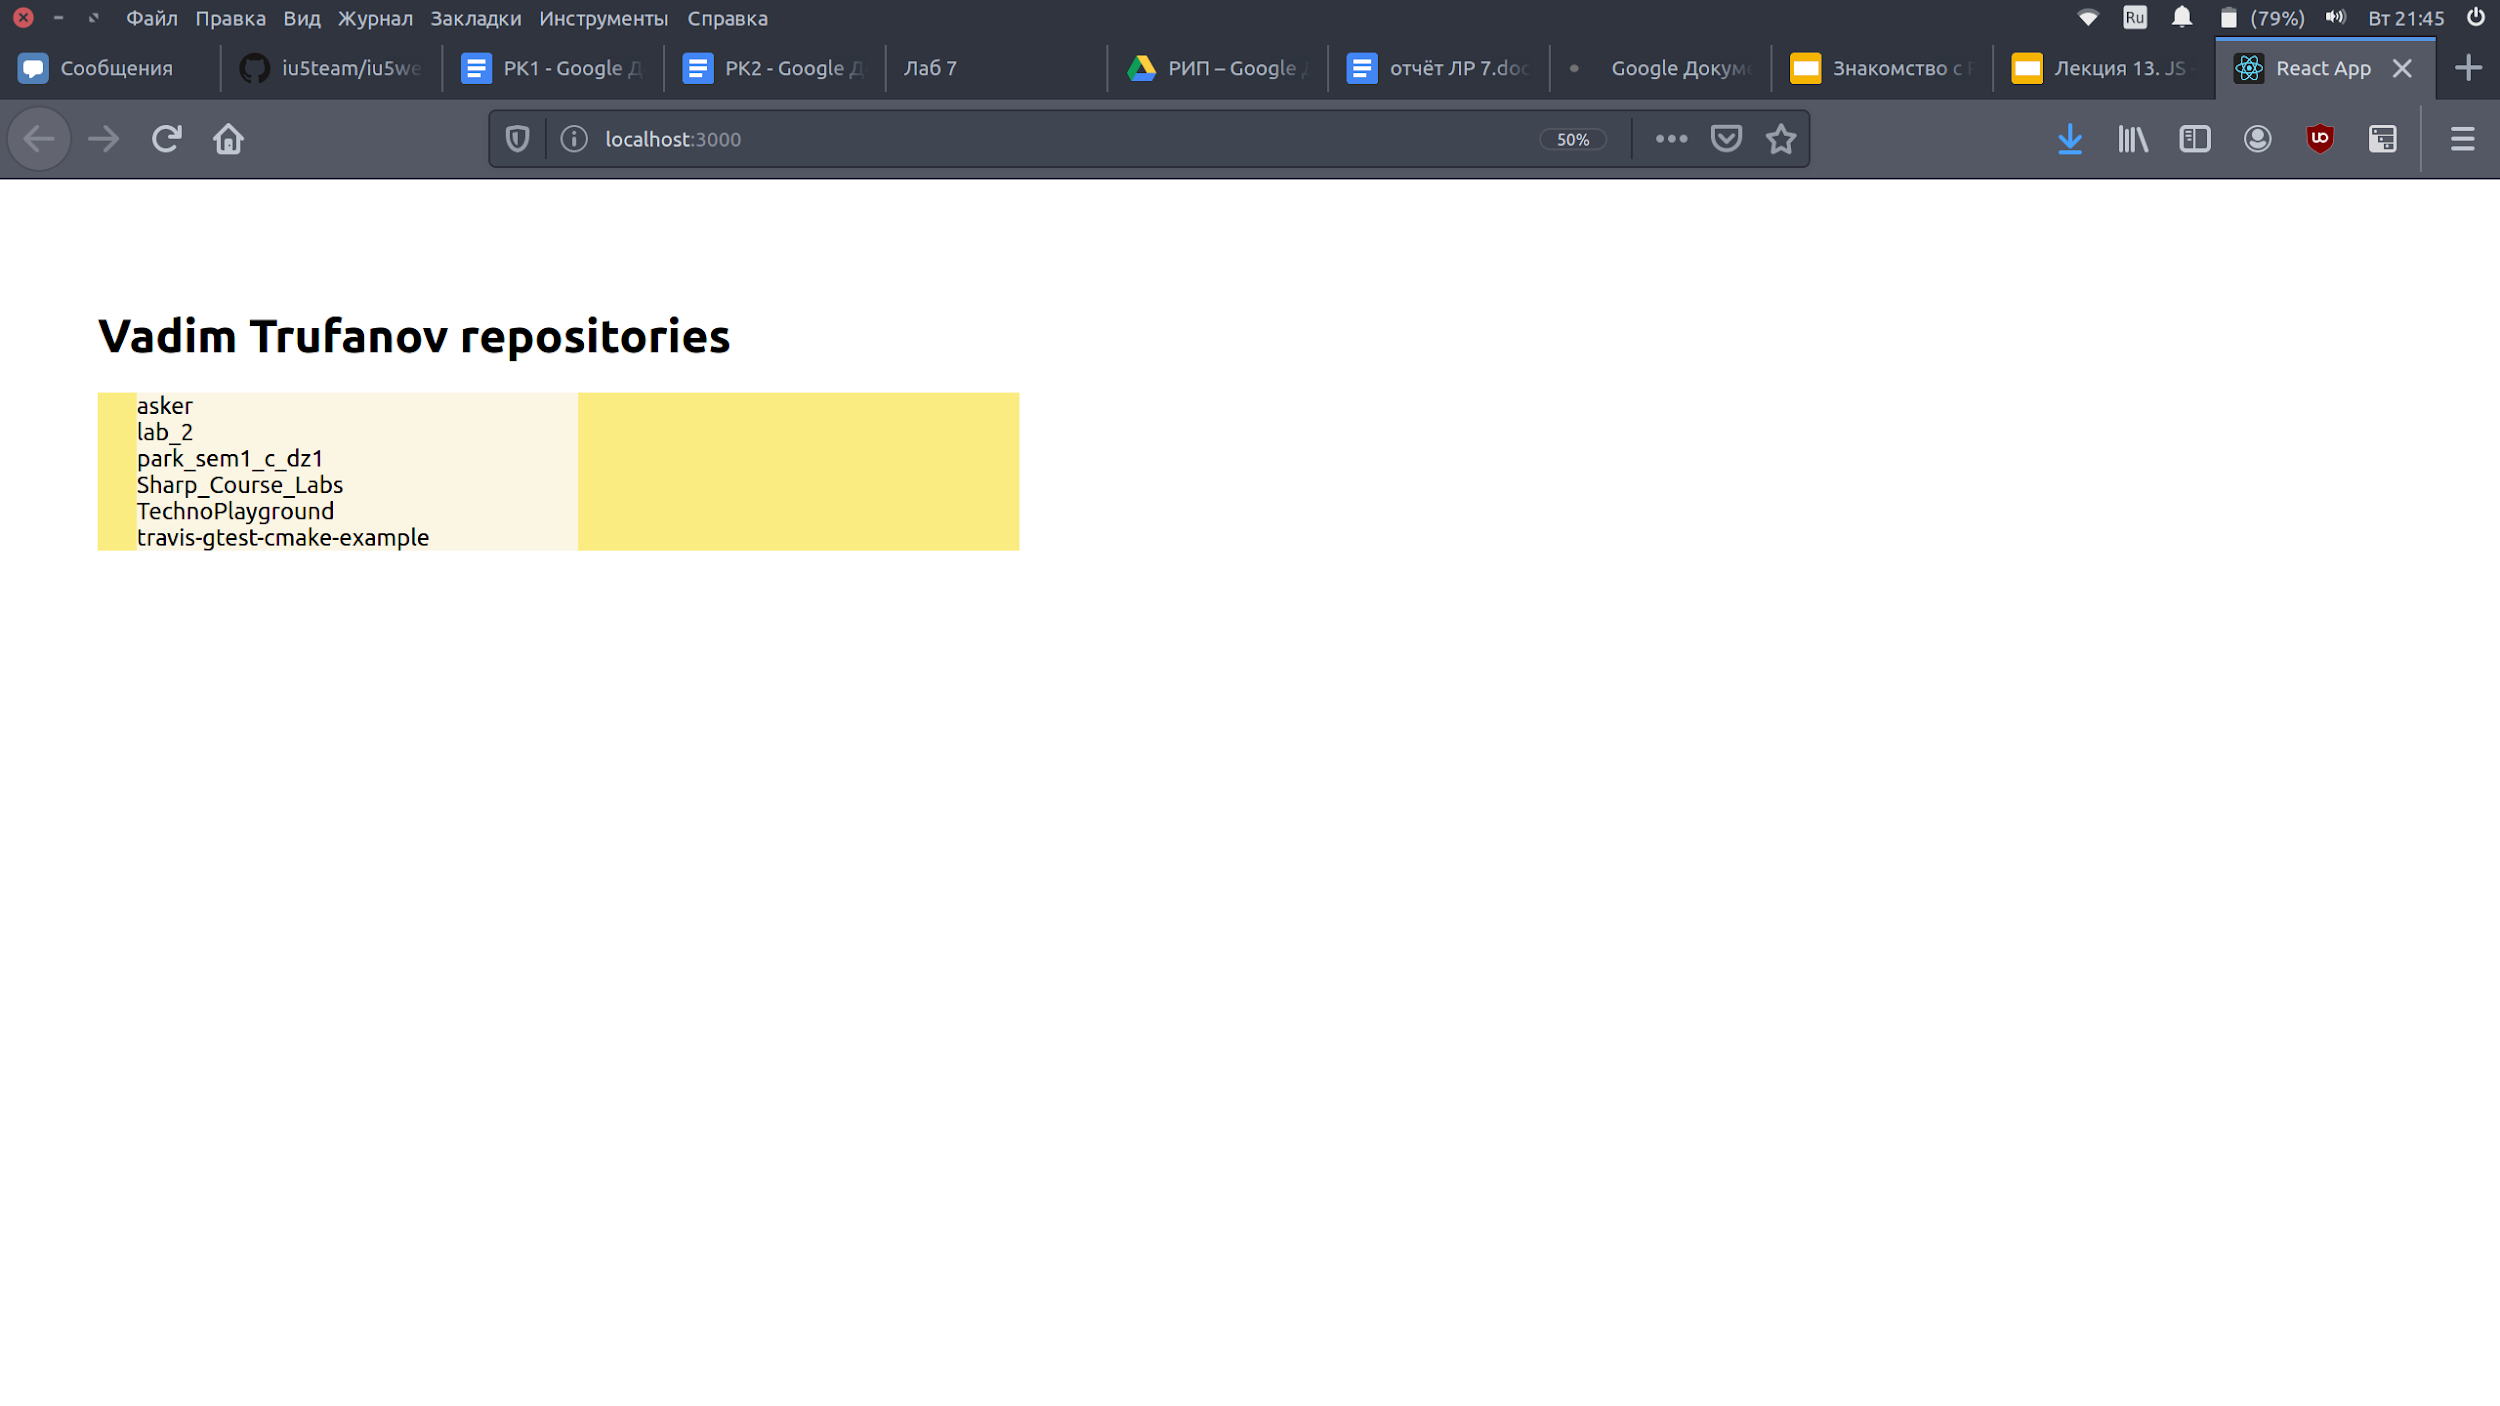 Файл Правка Вид Журнал Закладки Инструменты Справка Ru (79%) Вт 21:45
Сообщения iu5team/iu5we РК1 - Google Д РК2 - Google Д Лаб 7 РИП – Google отчёт ЛР 7.doc Google Докум Знакомство с Лекция 13. JS React App
localhost:3000 50%
Vadim Trufanov repositories
asker
lab_2
park_sem1_c_dz1
Sharp_Course_Labs
TechnoPlayground
travis-gtest-cmake-example